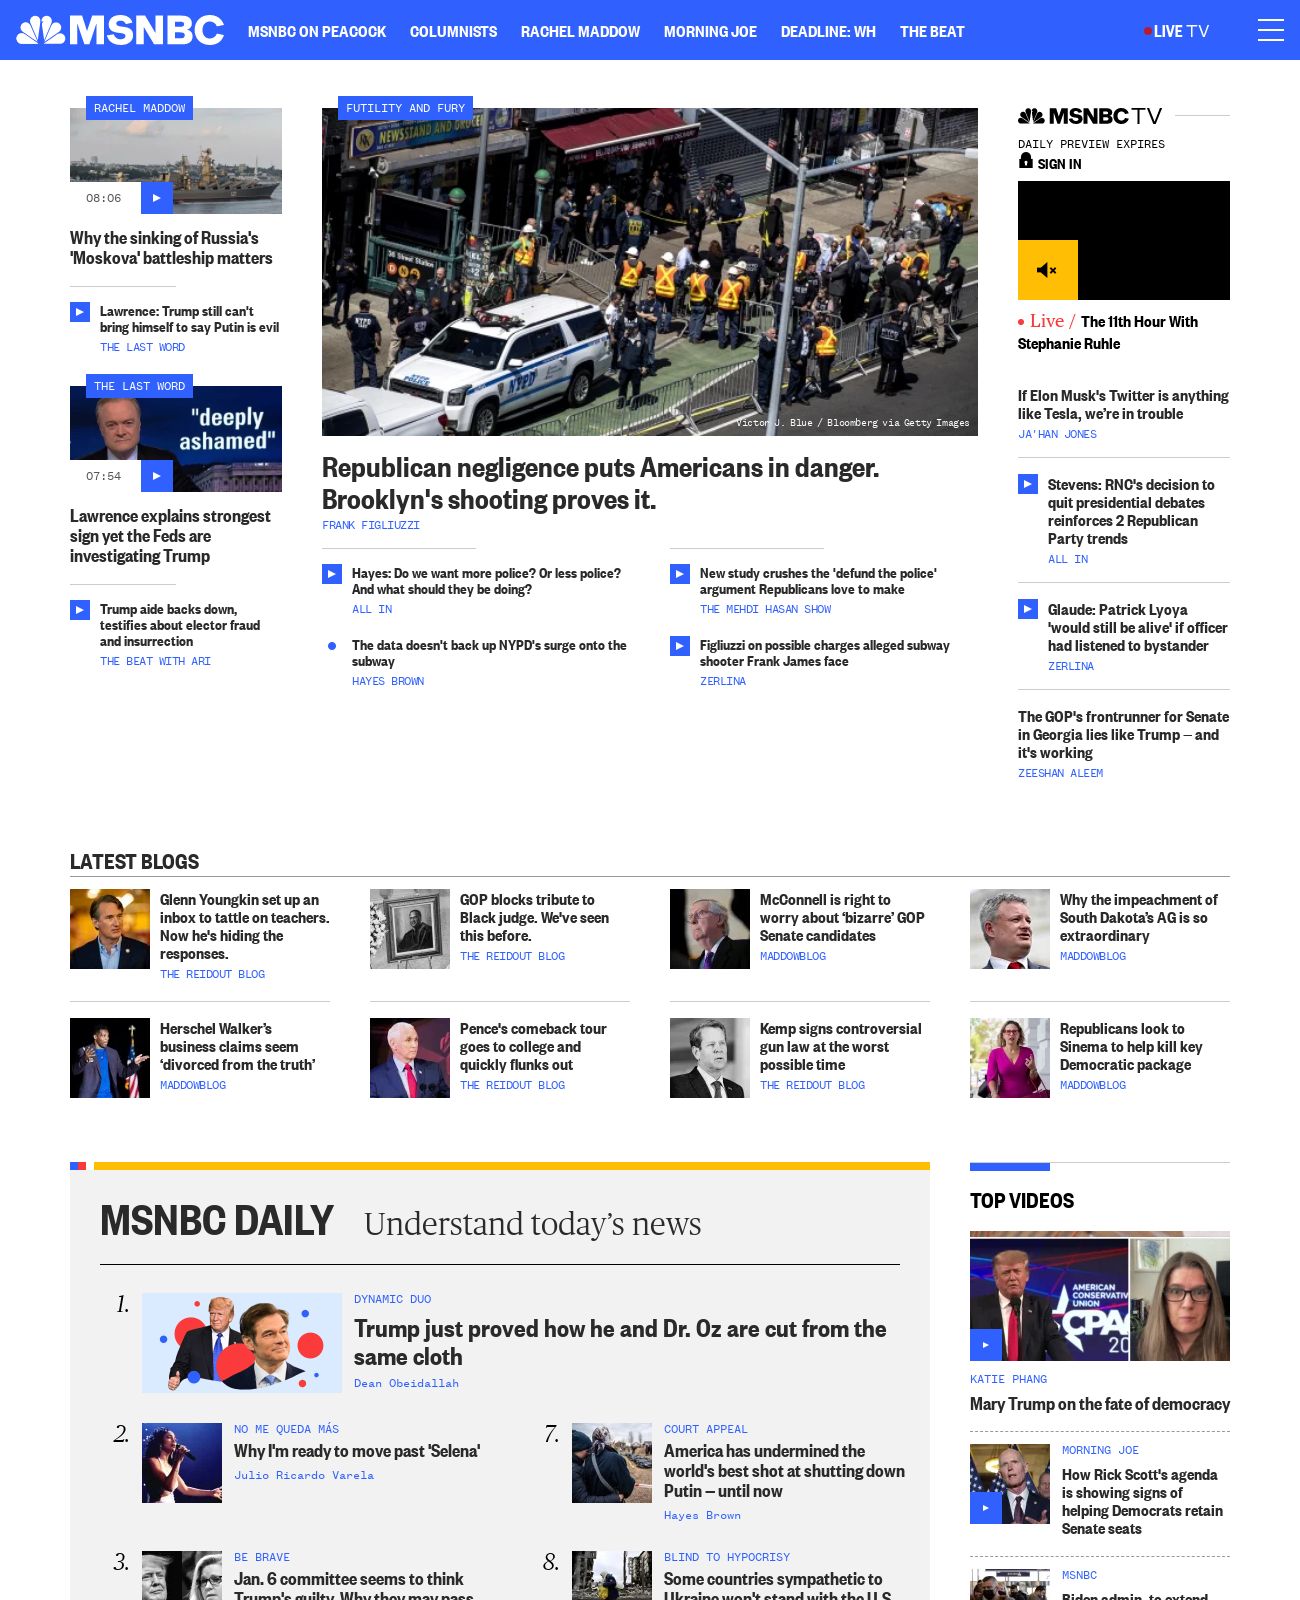 MSNBC
MSNBC ON PEACOCK
COLUMNISTS
RACHEL MADDOW
MORNING JOE
DEADLINE: WH
THE BEAT
LIVE TV
RACHEL MADDOW
08:06
Why the sinking of Russia's
'Moskova' battleship matters
Lawrence: Trump still can't
bring himself to say Putin is evil
THE LAST WORD
THE LAST WORD
"deeply
ashamed"
07:54
Lawrence explains strongest
sign yet the Feds are
investigating Trump
Trump aide backs down,
testifies about elector fraud
and insurrection
THE BEAT WITH ARI
FUTILITY AND FURY
NEWSSTAND AND GROCER
36 Street Station
NYPD
POLICE
Victor J. Blue / Bloomberg via Getty Images
Republican negligence puts Americans in danger.
Brooklyn's shooting proves it.
FRANK FIGLIUZZI
Hayes: Do we want more police? Or less police?
And what should they be doing?
ALL IN
The data doesn't back up NYPD's surge onto the
subway
HAYES BROWN
New study crushes the 'defund the police'
argument Republicans love to make
THE MEHDI HASAN SHOW
Figliuzzi on possible charges alleged subway
shooter Frank James face
ZERLINA
MSNBC TV
DAILY PREVIEW EXPIRES
SIGN IN
Live / The 11th Hour With
Stephanie Ruhle
If Elon Musk's Twitter is anything
like Tesla, we’re in trouble
JA'HAN JONES
Stevens: RNC's decision to
quit presidential debates
reinforces 2 Republican
Party trends
ALL IN
Glaude: Patrick Lyoya
'would still be alive' if officer
had listened to bystander
ZERLINA
The GOP's frontrunner for Senate
in Georgia lies like Trump — and
it's working
ZEESHAN ALEEM
LATEST BLOGS
Glenn Youngkin set up an
inbox to tattle on teachers.
Now he's hiding the
responses.
THE REIDOUT BLOG
GOP blocks tribute to
Black judge. We've seen
this before.
THE REIDOUT BLOG
McConnell is right to
worry about ‘bizarre’ GOP
Senate candidates
MADDOWBLOG
Why the impeachment of
South Dakota’s AG is so
extraordinary
MADDOWBLOG
Herschel Walker’s
business claims seem
‘divorced from the truth’
MADDOWBLOG
Pence's comeback tour
goes to college and
quickly flunks out
THE REIDOUT BLOG
Kemp signs controversial
gun law at the worst
possible time
THE REIDOUT BLOG
Republicans look to
Sinema to help kill key
Democratic package
MADDOWBLOG
MSNBC DAILY
Understand today’s news
1.
DYNAMIC DUO
Trump just proved how he and Dr. Oz are cut from the
same cloth
Dean Obeidallah
2.
NO ME QUEDA MÁS
Why I'm ready to move past 'Selena'
Julio Ricardo Varela
7.
COURT APPEAL
America has undermined the
world's best shot at shutting down
Putin — until now
Hayes Brown
3.
BE BRAVE
Jan. 6 committee seems to think
Trump's guilty. Why they may pass
8.
BLIND TO HYPOCRISY
Some countries sympathetic to
Ukraine won't stand with the U.S.
TOP VIDEOS
AMERICAN
CONSERVATIV
UNION
CPAC
20
KATIE PHANG
Mary Trump on the fate of democracy
MORNING JOE
How Rick Scott's agenda
is showing signs of
helping Democrats retain
Senate seats
MSNBC
Biden admin. to extend